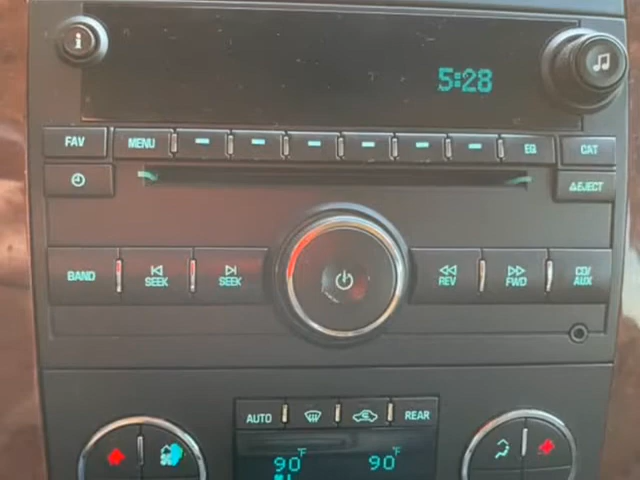 i
5:28
FAV MENU EQ CAT
EJECT
BAND SEEK SEEK REV FWD CD/
AUX
AUTO REAR
90°F 90°F